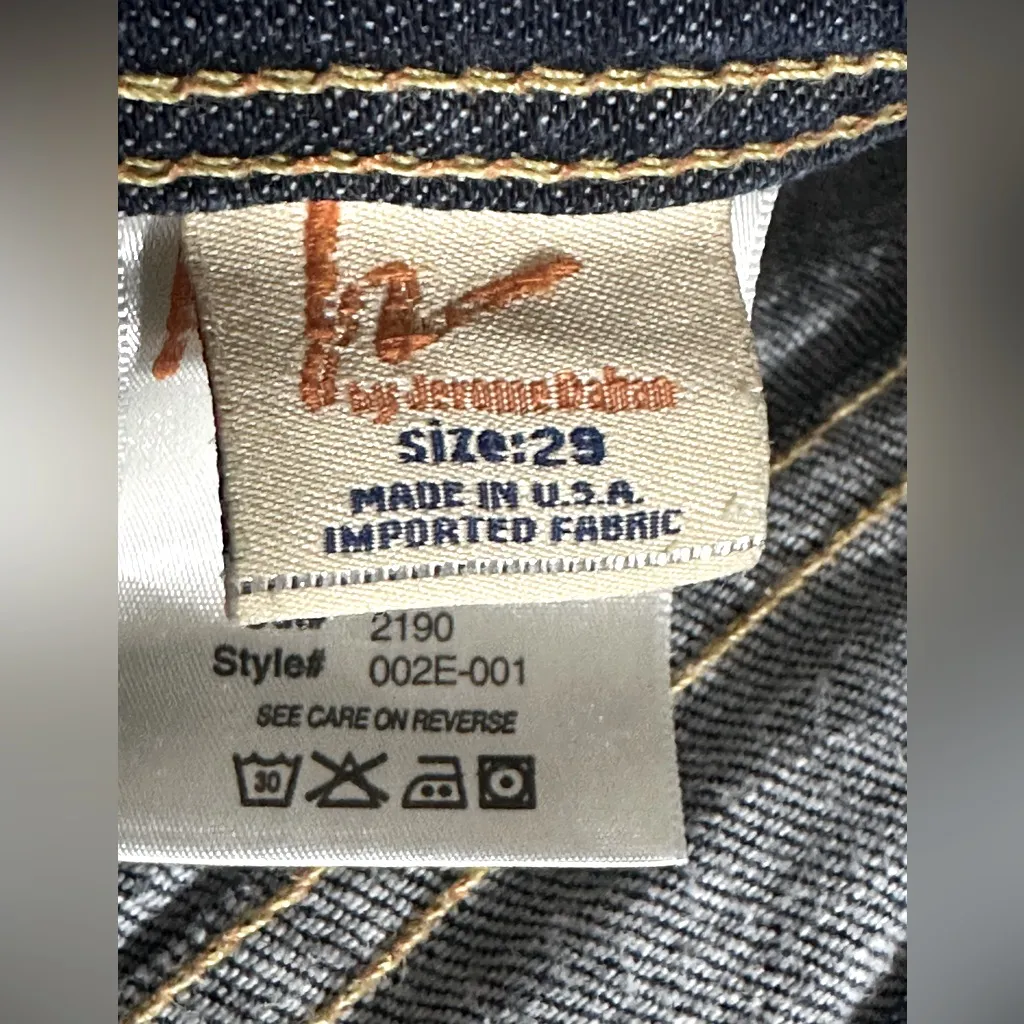 by Jerome Dahan
Size:29
MADE IN U.S.A.
IMPORTED FABRIC
2190
Style# 002E-001
SEE CARE ON REVERSE
30